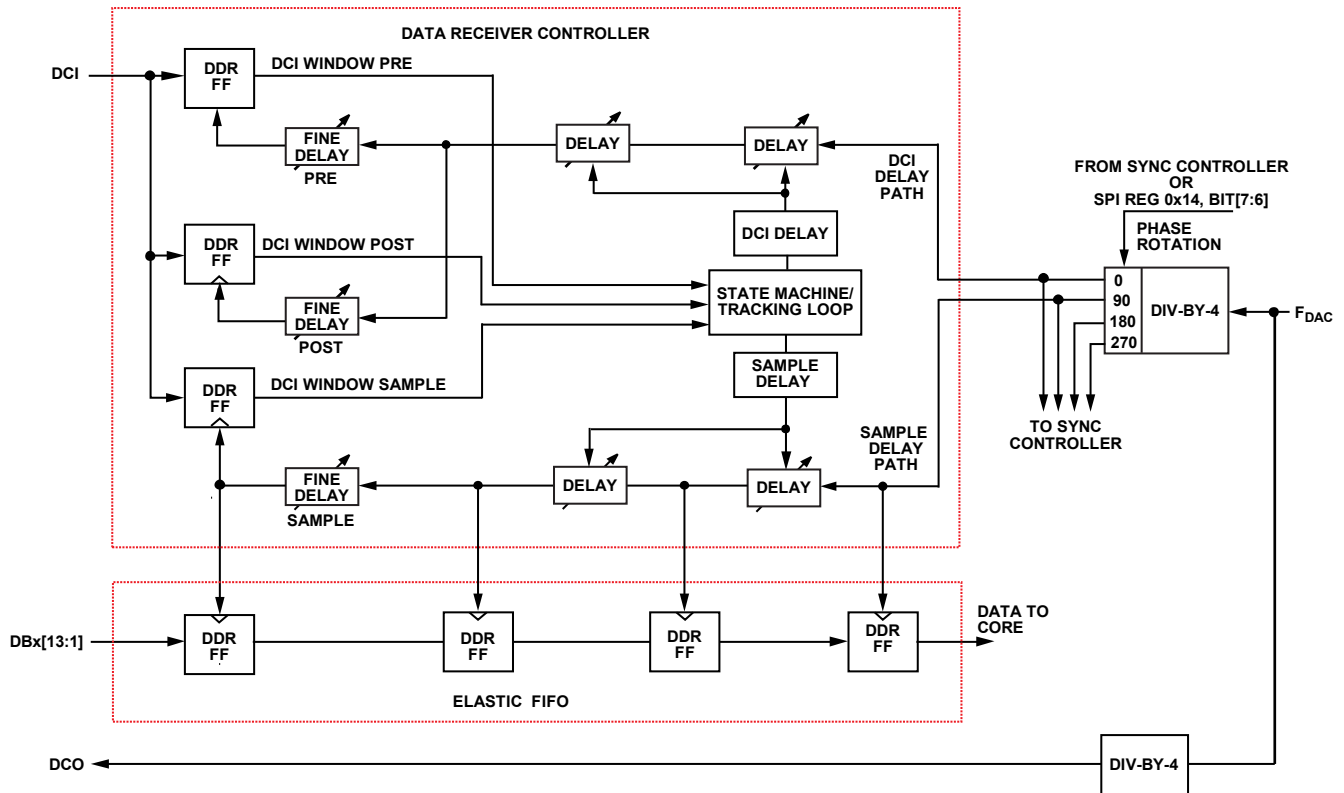 DATA RECEIVER CONTROLLER
DCI
DDR
FF
DCI WINDOW PRE
FINE
DELAY
PRE
DELAY
DELAY
DCI
DELAY
PATH
FROM SYNC CONTROLLER
OR
SPI REG 0x14, BIT[7:6]
PHASE
ROTATION
DCI DELAY
DDR
FF
DCI WINDOW POST
FINE
DELAY
POST
STATE MACHINE/
TRACKING LOOP
0
90
180
270
DIV-BY-4
FDAC
SAMPLE
DELAY
DDR
FF
DCI WINDOW SAMPLE
TO SYNC
CONTROLLER
SAMPLE
DELAY
PATH
FINE
DELAY
SAMPLE
DELAY
DELAY
DBx[13:1]
DDR
FF
DDR
FF
DDR
FF
DDR
FF
DATA TO
CORE
ELASTIC FIFO
DCO
DIV-BY-4